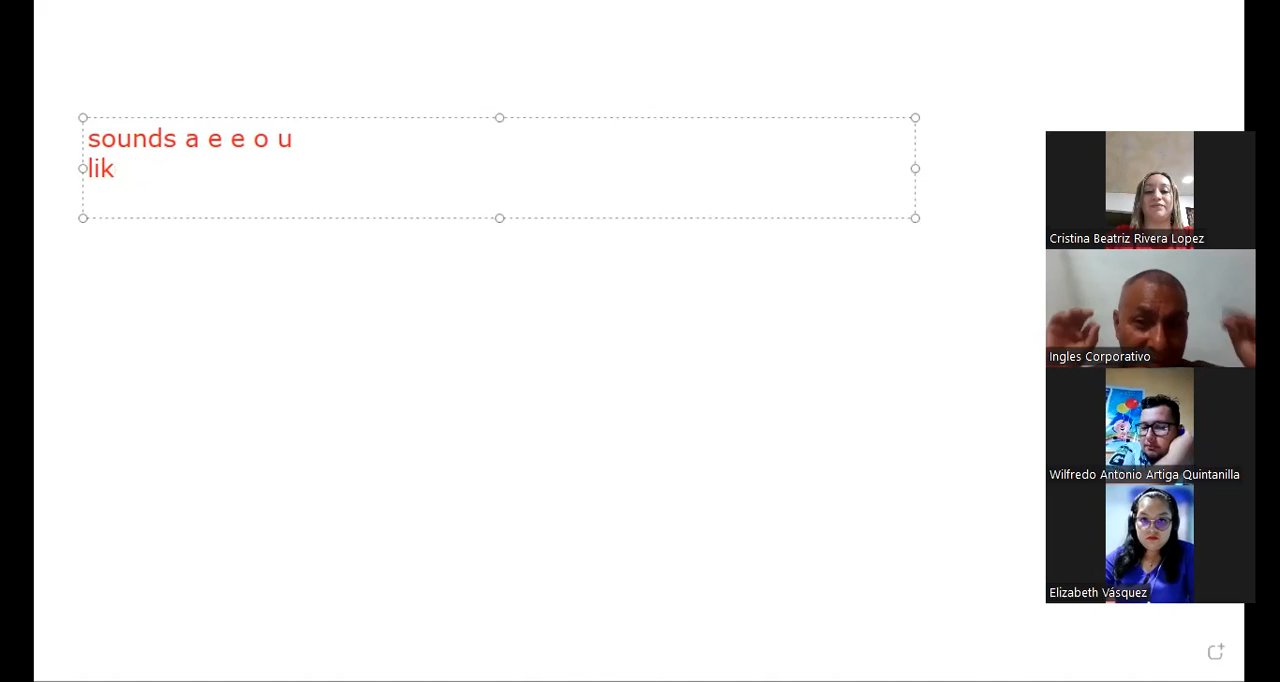 sounds a e e o u
lik
Cristina Beatriz Rivera Lopez
Ingles Corporativo
Wilfredo Antonio Artiga Quintanilla
Elizabeth Vásquez